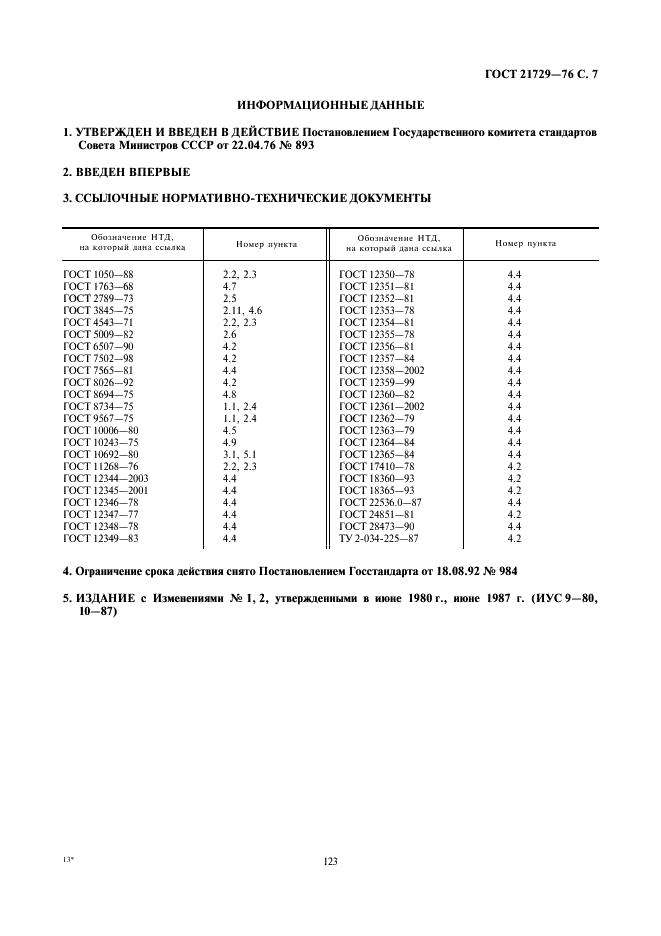 ГОСТ 21729—76 С. 7
ИНФОРМАЦИОННЫЕ ДАННЫЕ
1. УТВЕРЖДЕН И ВВЕДЕН В ДЕЙСТВИЕ Постановлением Государственного комитета стандартов
Совета Министров СССР от 22.04.76 № 893
2. ВВЕДЕН ВПЕРВЫЕ
3. ССЫЛОЧНЫЕ НОРМАТИВНО-ТЕХНИЧЕСКИЕ ДОКУМЕНТЫ
Обозначение НТД, на который дана ссылка | Номер пункта | Обозначение НТД, на который дана ссылка | Номер пункта
ГОСТ 1050—88 2.2, 2.3 ГОСТ 12350—78 4.4
ГОСТ 1763—68 4.7 ГОСТ 12351—81 4.4
ГОСТ 2789—73 2.5 ГОСТ 12352—81 4.4
ГОСТ 3845—75 2.11, 4.6 ГОСТ 12353—78 4.4
ГОСТ 4543—71 2.2, 2.3 ГОСТ 12354—81 4.4
ГОСТ 5009—82 2.6 ГОСТ 12355—78 4.4
ГОСТ 6507—90 4.2 ГОСТ 12356—81 4.4
ГОСТ 7502—98 4.2 ГОСТ 12357—84 4.4
ГОСТ 7565—81 4.4 ГОСТ 12358—2002 4.4
ГОСТ 8026—92 4.2 ГОСТ 12359—99 4.4
ГОСТ 8694—75 4.8 ГОСТ 12360—82 4.4
ГОСТ 8734—75 1.1, 2.4 ГОСТ 12361—2002 4.4
ГОСТ 9567—75 1.1, 2.4 ГОСТ 12362—79 4.4
ГОСТ 10006—80 4.5 ГОСТ 12363—79 4.4
ГОСТ 10243—75 4.9 ГОСТ 12364—84 4.4
ГОСТ 10692—80 3.1, 5.1 ГОСТ 12365—84 4.4
ГОСТ 11268—76 2.2, 2.3 ГОСТ 17410—78 4.2
ГОСТ 12344—2003 4.4 ГОСТ 18360—93 4.2
ГОСТ 12345—2001 4.4 ГОСТ 18365—93 4.2
ГОСТ 12346—78 4.4 ГОСТ 22536.0—87 4.4
ГОСТ 12347—77 4.4 ГОСТ 24851—81 4.2
ГОСТ 12348—78 4.4 ГОСТ 28473—90 4.4
ГОСТ 12349—83 4.4 ТУ 2-034-225—87 4.2
4. Ограничение срока действия снято Постановлением Госстандарта от 18.08.92 № 984
5. ИЗДАНИЕ с Изменениями № 1, 2, утвержденными в июне 1980 г., июне 1987 г. (ИУС 9—80,
10—87)
13*
123